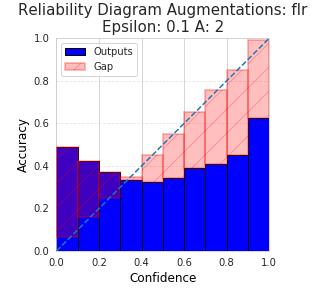 Reliability Diagram Augmentations: flr
Epsilon: 0.1 A: 2
Outputs
Gap
1.0
0.8
0.6
0.4
0.2
0.0
Accuracy
0.0 0.2 0.4 0.6 0.8 1.0
Confidence